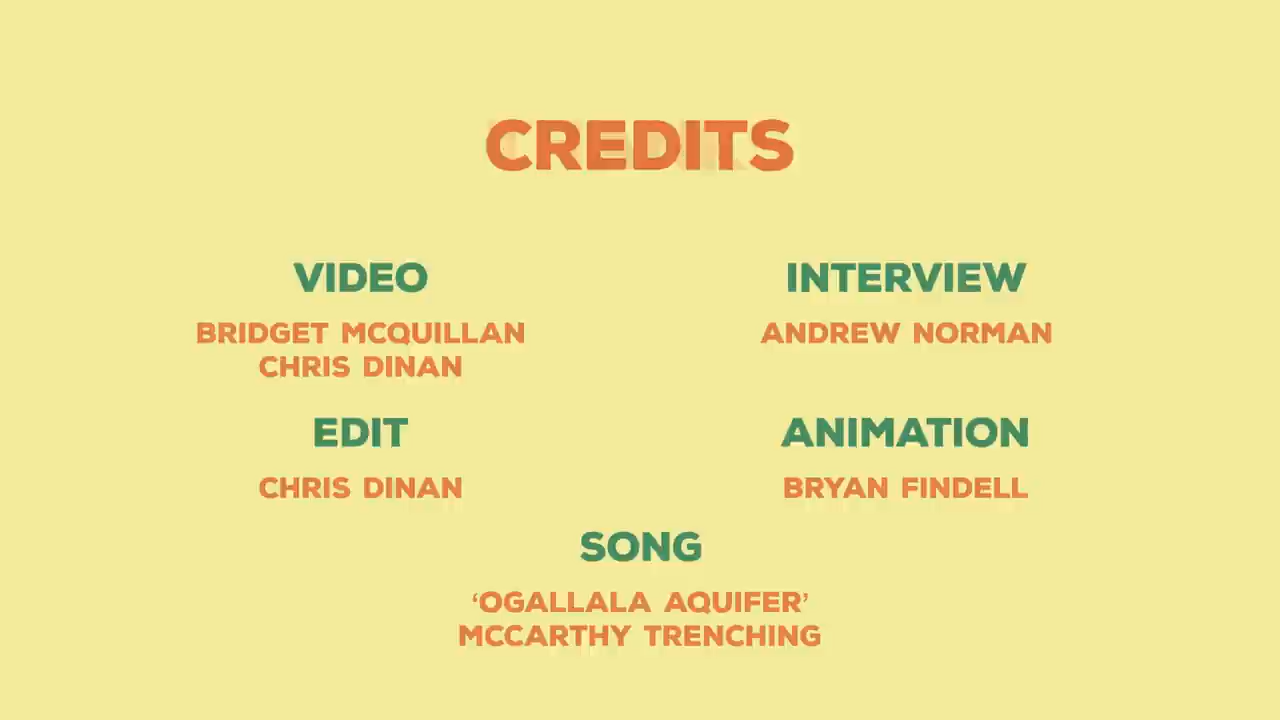 CREDITS
VIDEO
BRIDGET MCQUILLAN
CHRIS DINAN
INTERVIEW
ANDREW NORMAN
EDIT
CHRIS DINAN
ANIMATION
BRYAN FINDELL
SONG
‘OGALLALA AQUIFER’
MCCARTHY TRENCHING